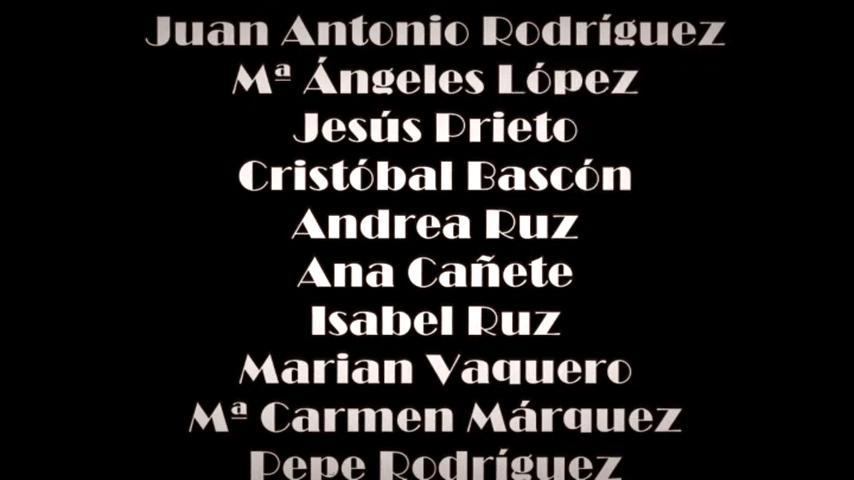 Juan Antonio Rodríguez
Mª Ángeles López
Jesús Prieto
Cristóbal Bascón
Andrea Ruz
Ana Cañete
Isabel Ruz
Marian Vaquero
Mª Carmen Márquez
Pepe Rodríguez